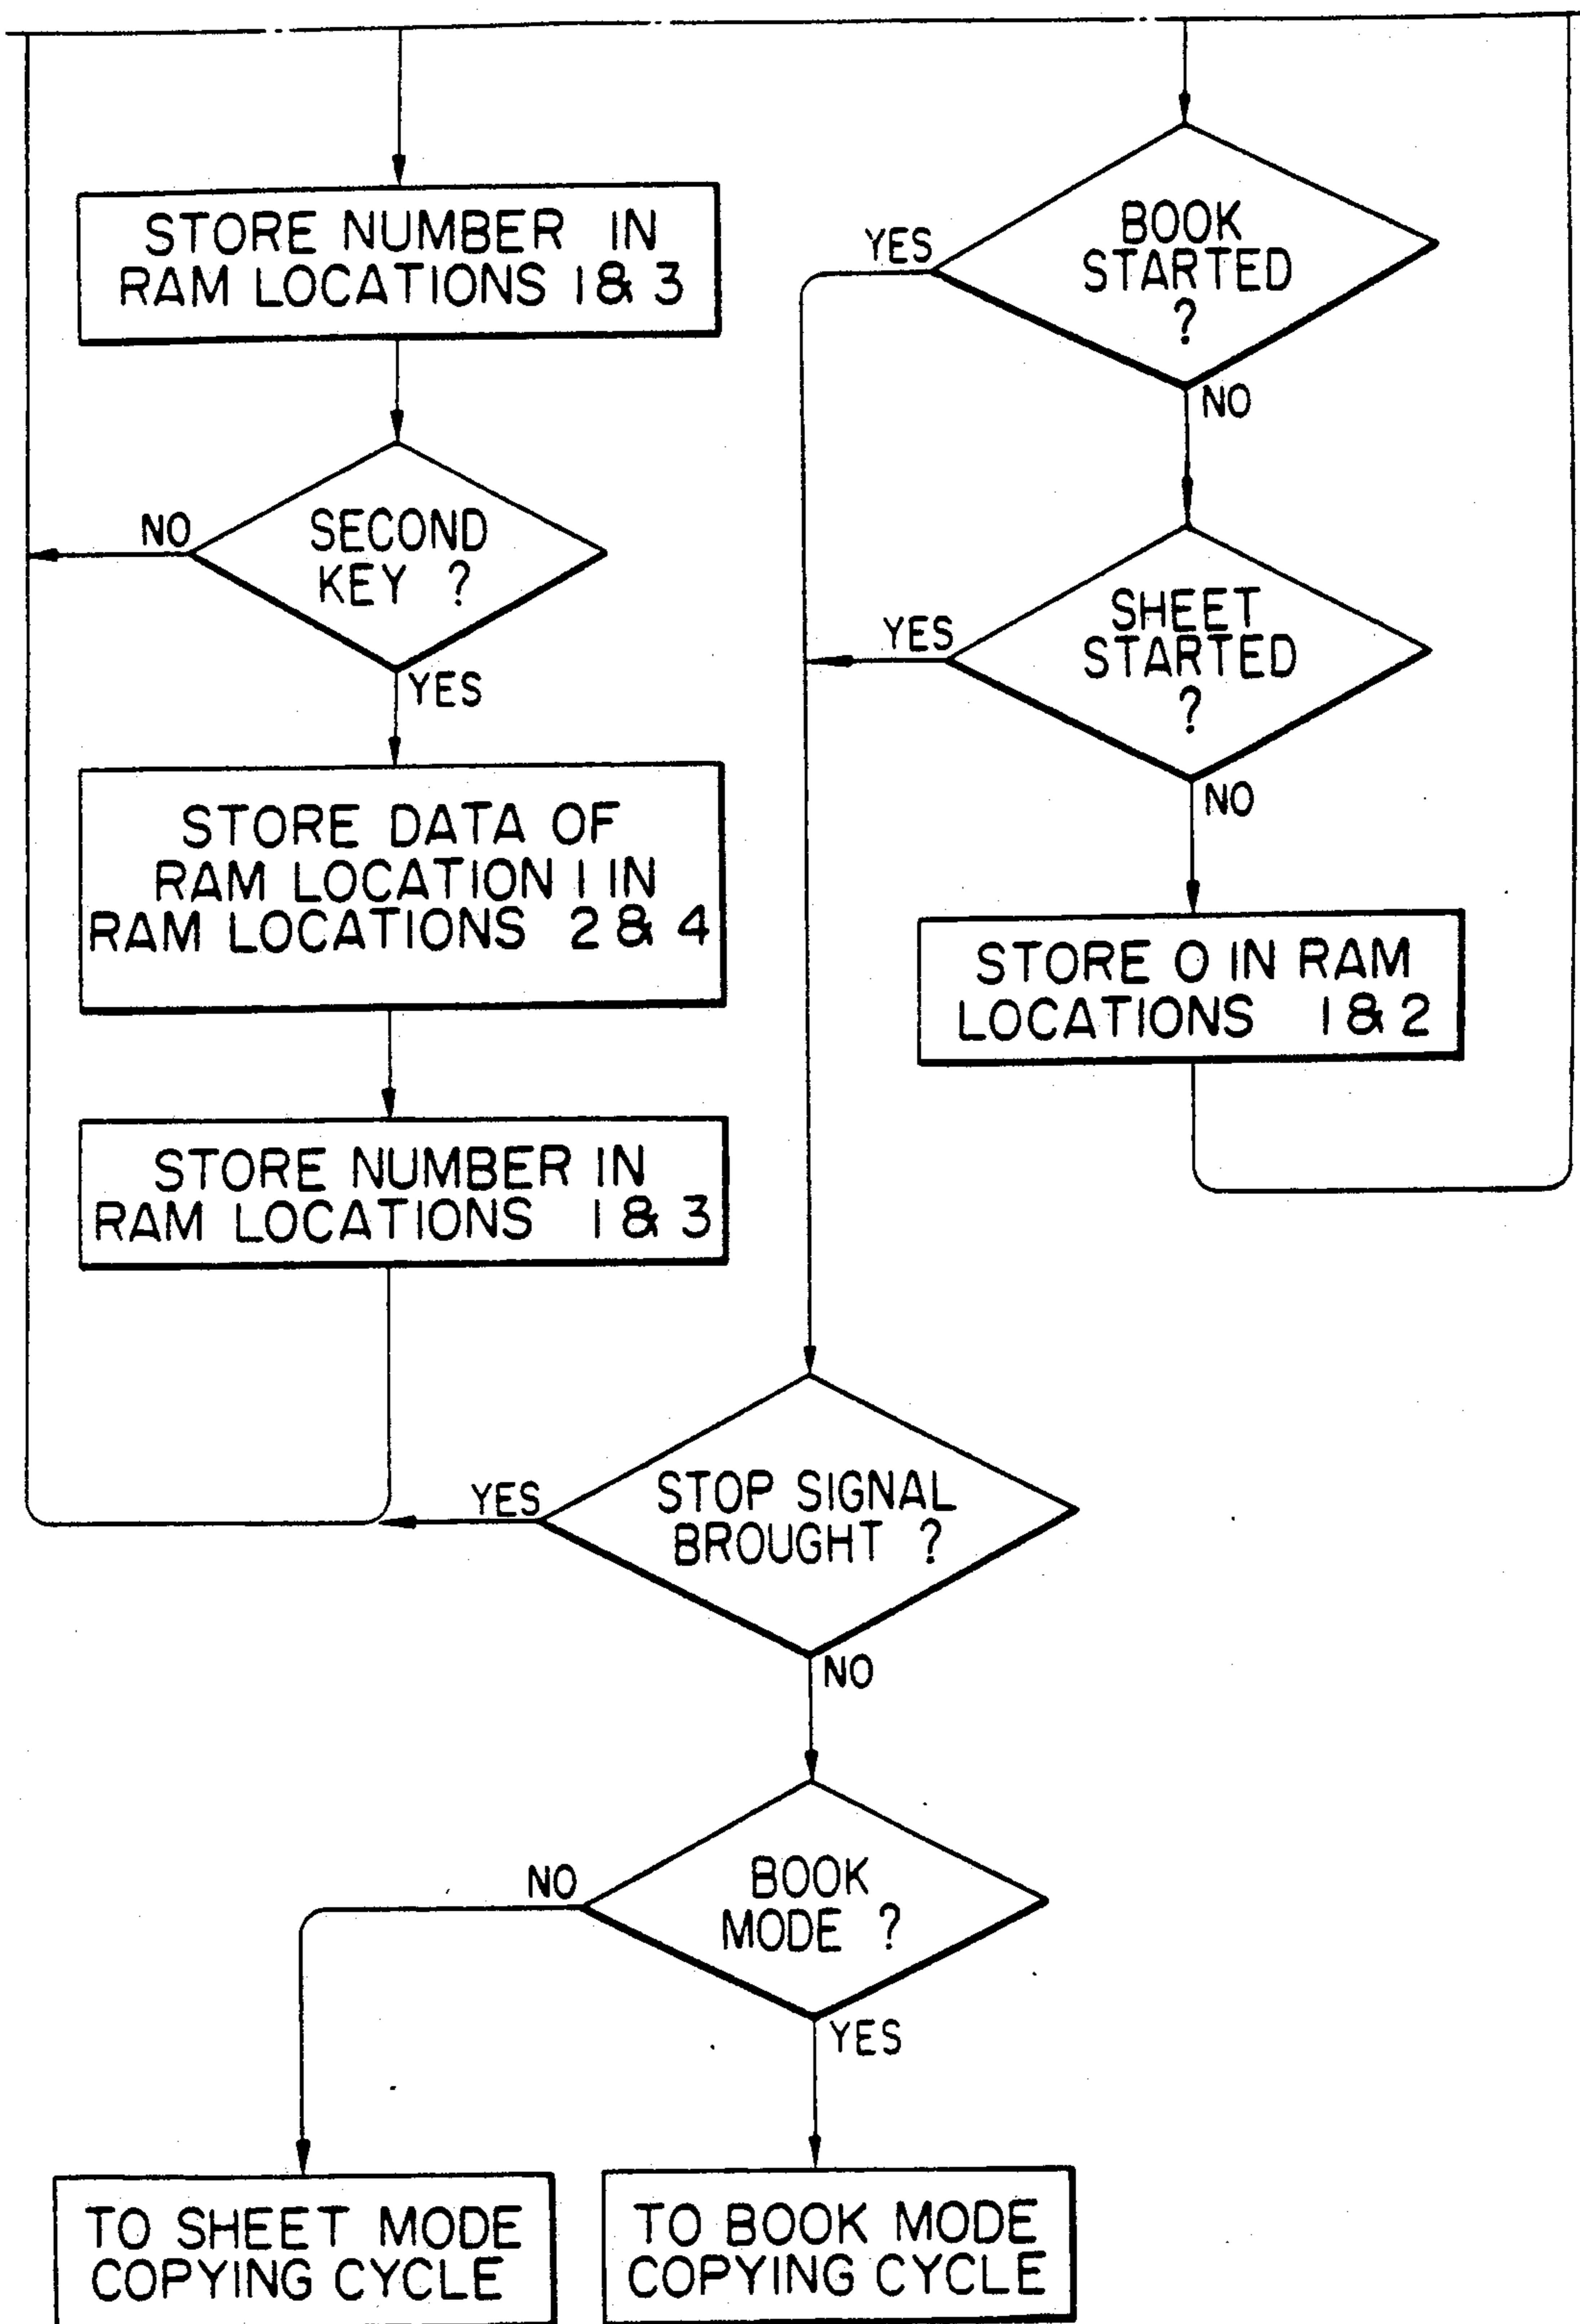 STORE NUMBER IN
RAM LOCATIONS 1 & 3
NO
SECOND
KEY ?
YES
STORE DATA OF
RAM LOCATION 1 IN
RAM LOCATIONS 2 & 4
STORE NUMBER IN
RAM LOCATIONS 1 & 3
YES
BOOK
STARTED
?
NO
YES
SHEET
STARTED
?
NO
STORE 0 IN RAM
LOCATIONS 1 & 2
YES
STOP SIGNAL
BROUGHT ?
NO
NO
BOOK
MODE ?
YES
TO SHEET MODE
COPYING CYCLE
TO BOOK MODE
COPYING CYCLE